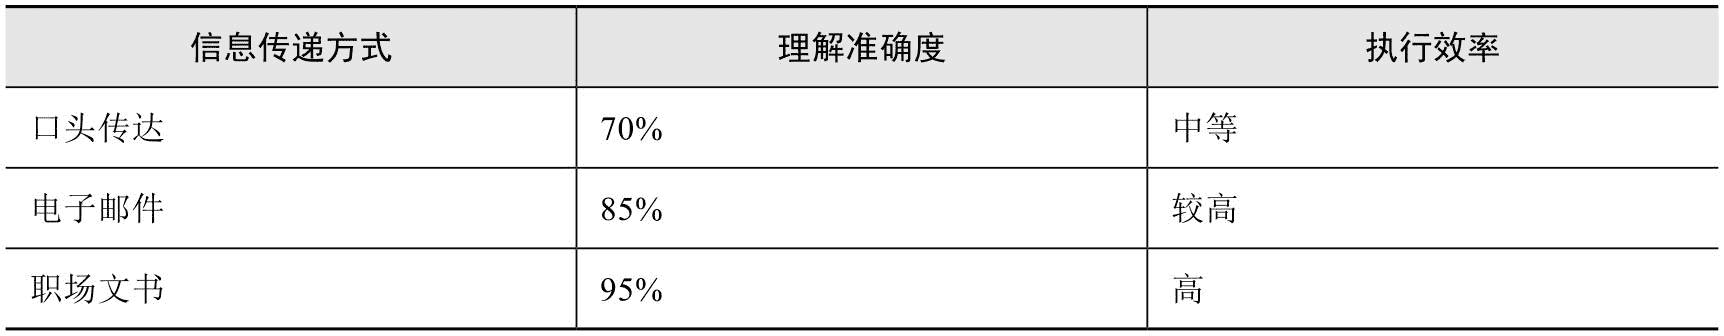 信息传递方式 理解准确度 执行效率
口头传达 70% 中等
电子邮件 85% 较高
职场文书 95% 高